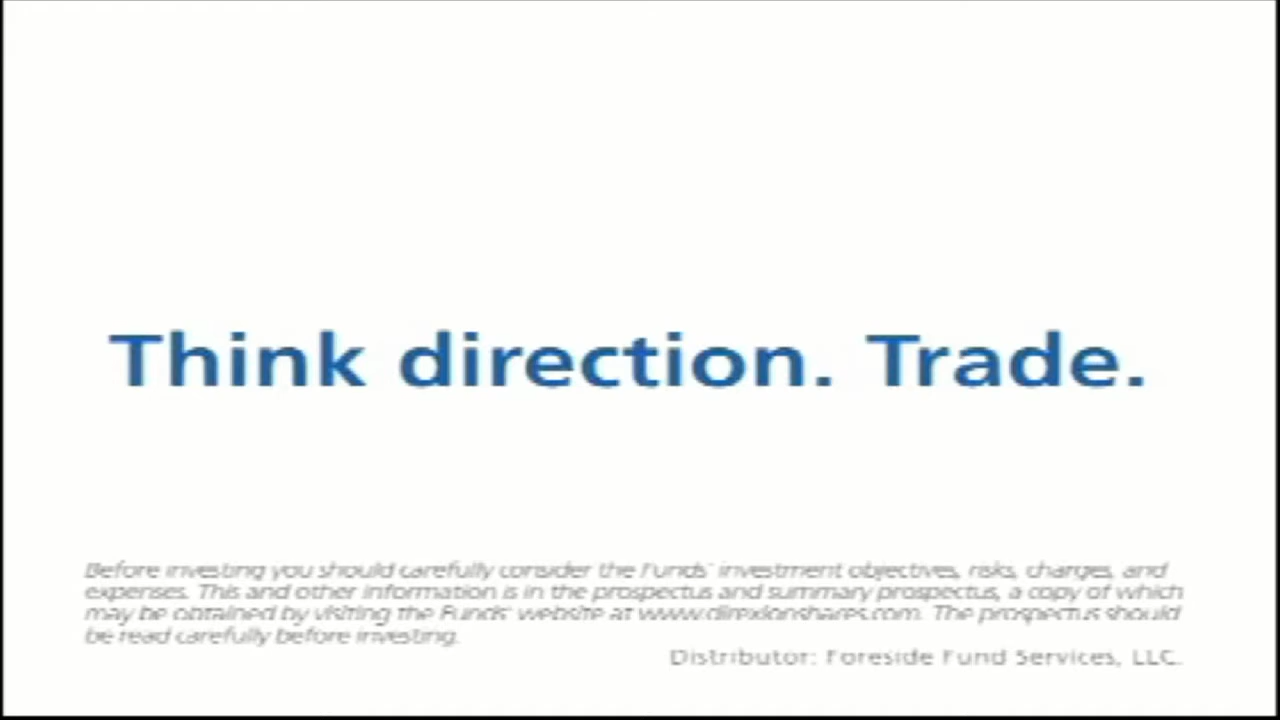 Think direction. Trade.
Before investing you should carefully consider the Funds' investment objectives, risks, charges, and
expenses. This and other information is in the prospectus and summary prospectus, a copy of which
may be obtained by visiting the Funds' website at www.direxionshares.com. The prospectus should
be read carefully before investing.
Distributor: Foreside Fund Services, LLC.